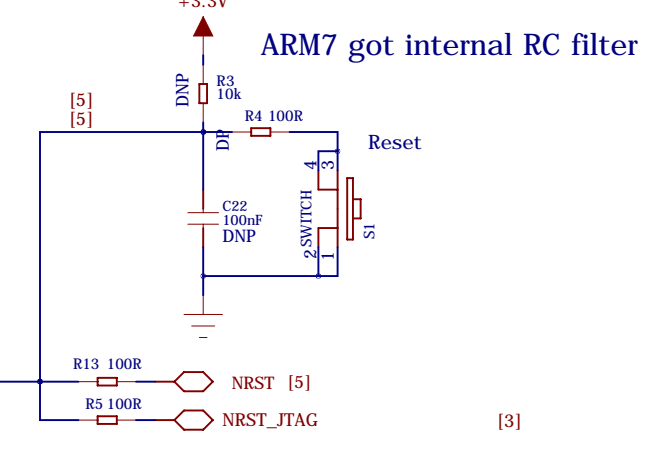 +3.3V
ARM7 got internal RC filter
DNP
R3
10k
[5]
[5]
R4 100R
DP
Reset
4
3
SWITCH
S1
2
1
C22
100nF
DNP
R13 100R
NRST [5]
R5 100R
NRST_JTAG
[3]